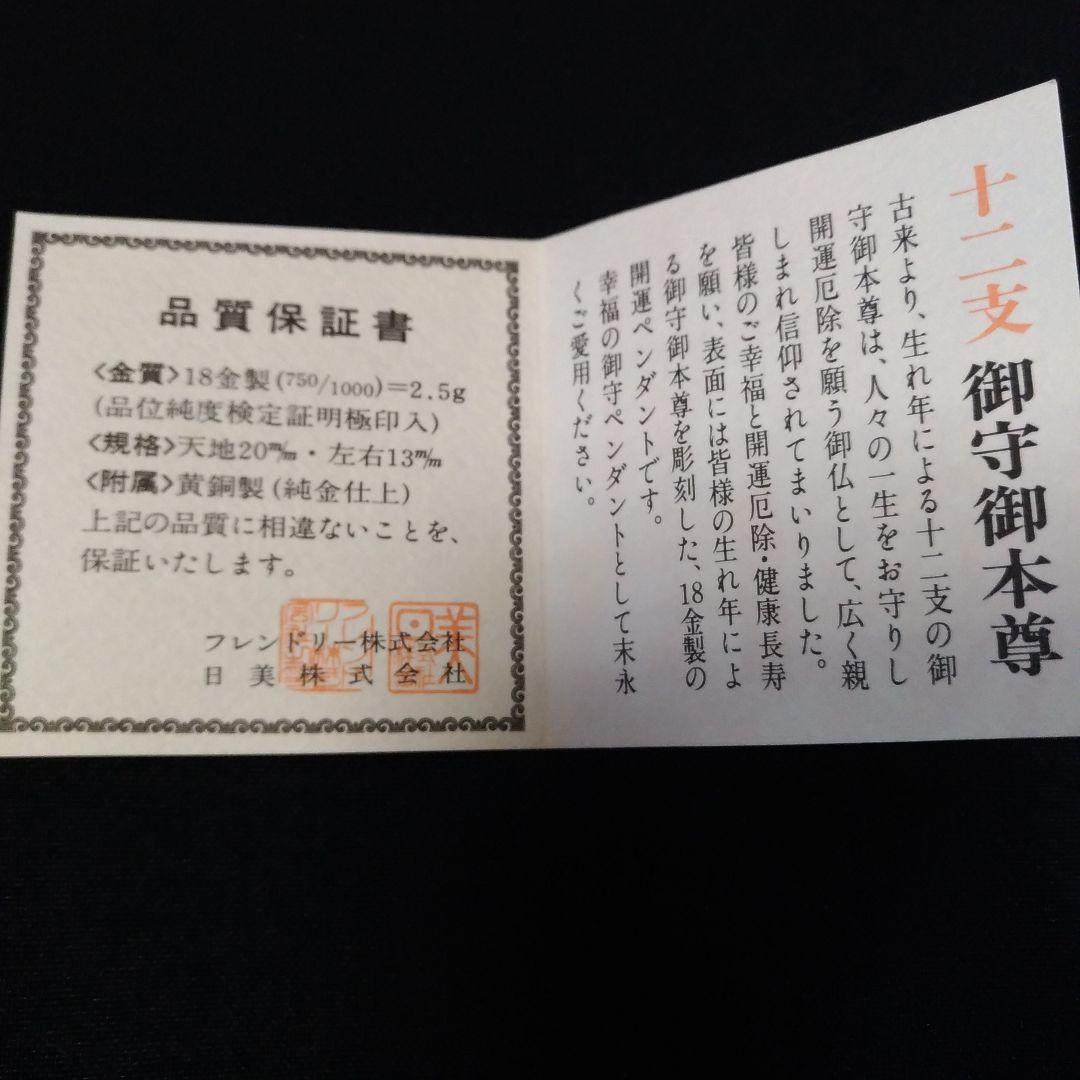 品質保証書
<金質>18金製(750/1000)=2.5g
(品位純度検定証明極印入)
<規格>天地20m/m・左右13m/m
<附属>黄銅製(純金仕上)
上記の品質に相違ないことを、
保証いたします。
フレンドリー株式会社
日美株式会社
十二支 御守御本尊
古来より、生れ年による十二支の御
守御本尊は、人々の一生をお守りし
開運厄除を願う御仏として、広く親
しまれ信仰されてまいりました。
皆様のご幸福と開運厄除・健康長寿
を願い、表面には皆様の生れ年によ
る御守御本尊を彫刻した、18金製の
開運ペンダントです。
幸福の御守ペンダントとして末永
くご愛用ください。